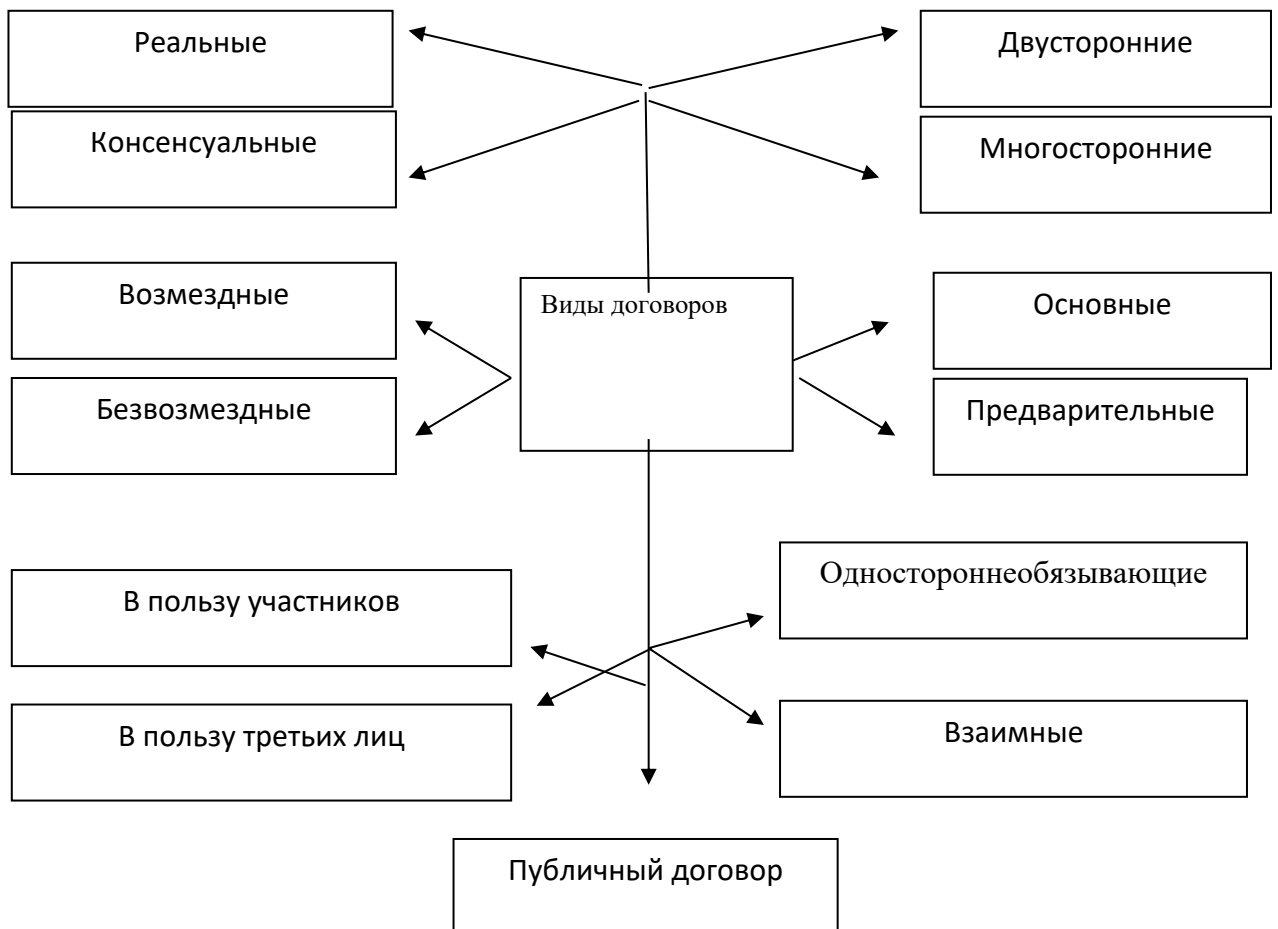 Реальные
Двусторонние
Консенсуальные
Многосторонние
Возмездные
Виды договоров
Основные
Безвозмездные
Предварительные
Одностороннеобязывающие
В пользу участников
В пользу третьих лиц
Взаимные
Публичный договор